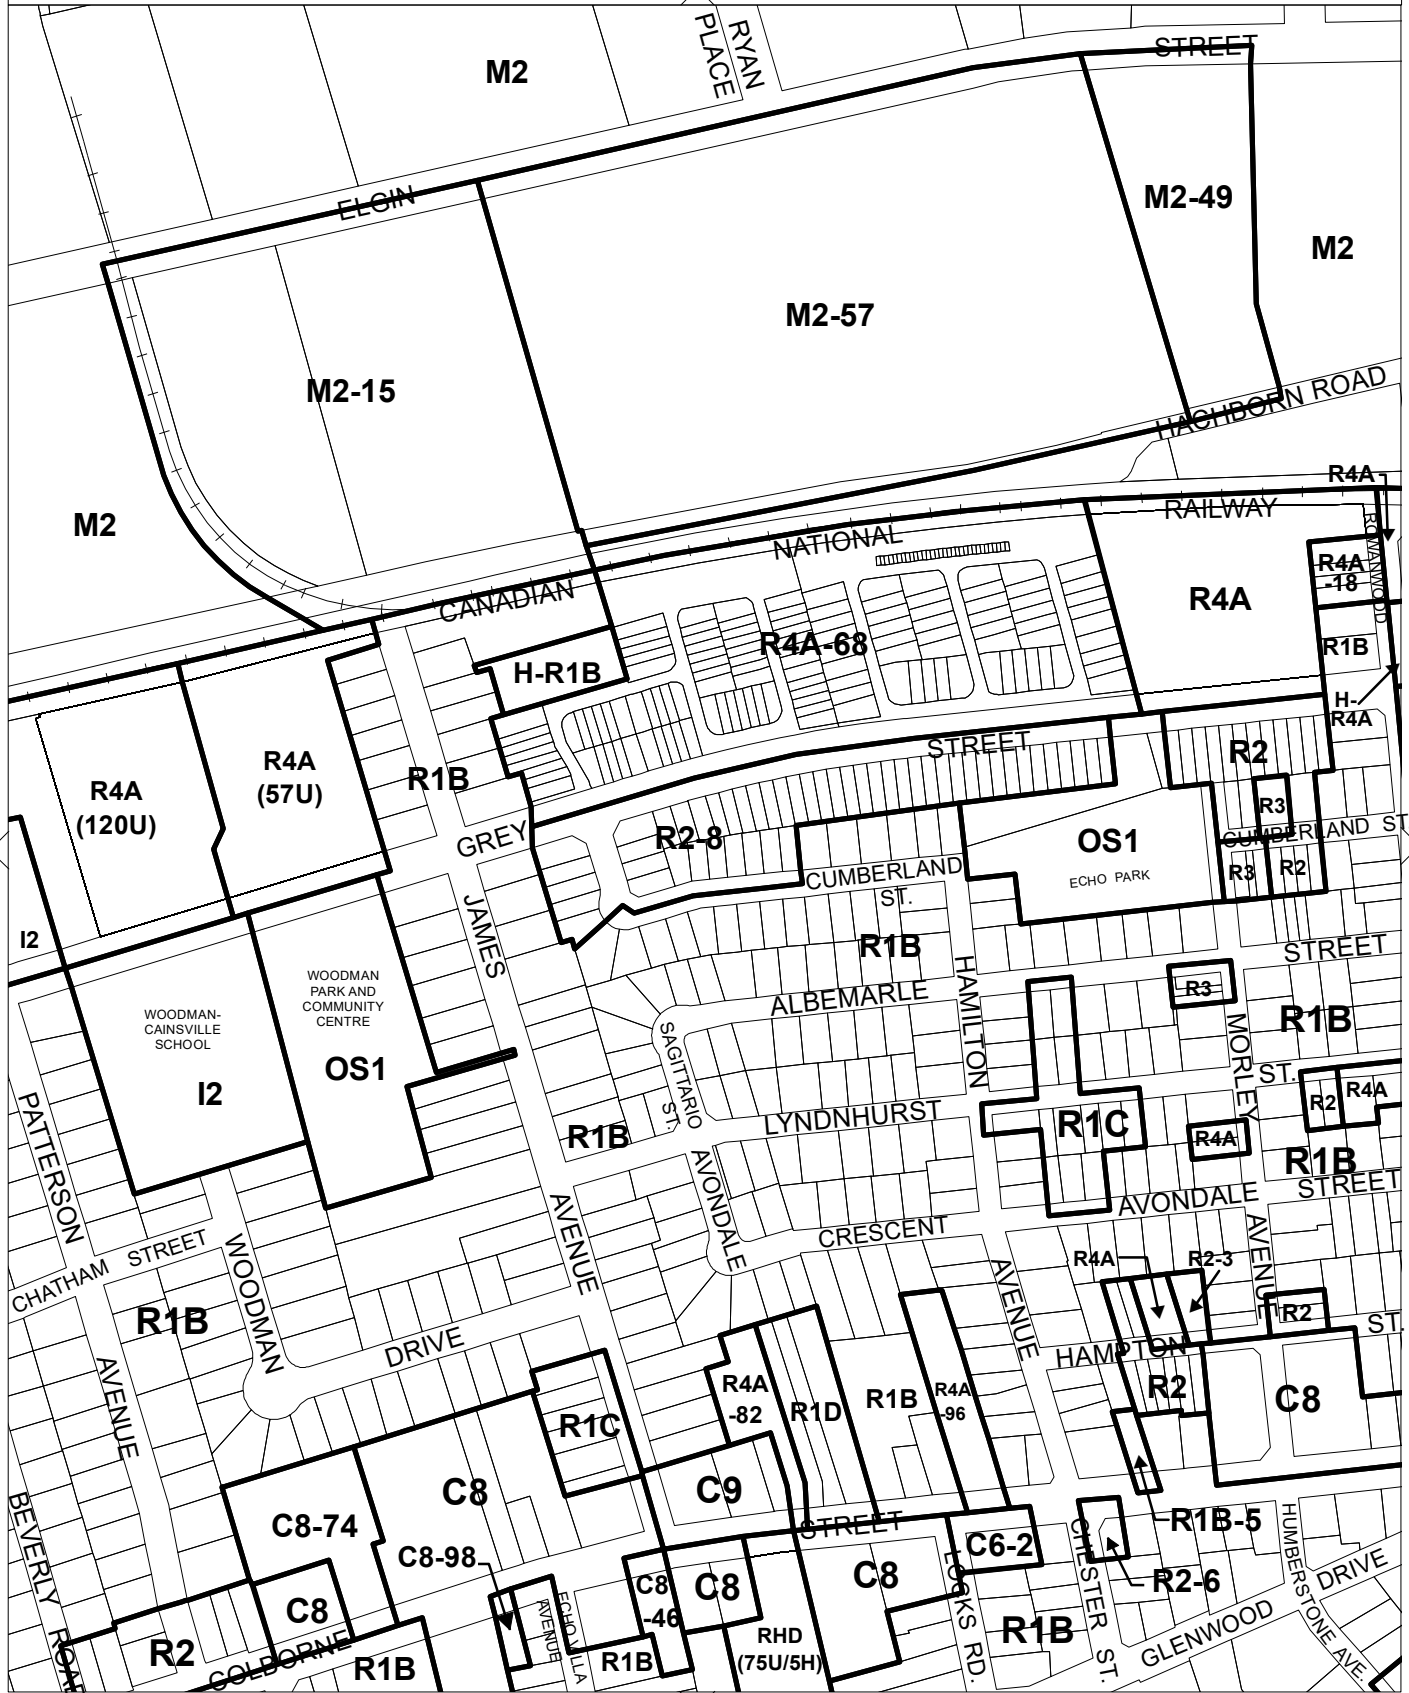 RYAN
PLACE
STREET
M2
ELGIN
M2-49
M2
M2-57
M2-15
HACHBORN ROAD
R4A
M2
NATIONAL
RAILWAY
ROWANWOOD
CANADIAN
R4A
-18
R4A
R4A-68
H-R1B
R1B
H-
R4A
R4A
(57U)
R4A
(120U)
R1B
STREET
R2
R3
GREY
R2-8
OS1
ECHO PARK
CUMBERLAND ST
CUMBERLAND
ST.
R3
R2
I2
JAMES
R1B
STREET
WOODMAN
PARK AND
COMMUNITY
CENTRE
OS1
WOODMAN-
CAINSVILLE
SCHOOL
I2
HAMILTON
ALBEMARLE
R3
R1B
MORLEY
SAGITTARIO
ST.
ST.
R2
R4A
PATTERSON
LYNDNHURST
R1B
R1C
R4A
R1B
AVONDALE
AVONDALE
STREET
AVENUE
CRESCENT
CHATHAM STREET
WOODMAN
R4A
R2-3
AVENUE
AVENUE
R1B
R2
ST.
DRIVE
HAMPTON
AVENUE
R4A
-82
R1D
R1B
R4A
-96
R2
C8
R1C
C8
C9
BEVERLY ROAD
C8-74
STREET
R1B-5
HUMBERSTONE AVE.
C8-98
C6-2
CHESTER ST.
LOCKS RD.
R2-6
DRIVE
C8
C8
-46
C8
C8
ECHO VILLA
AVENUE
R1B
GLENWOOD
RHD
(75U/5H)
R2
COLBORNE
R1B
R1B